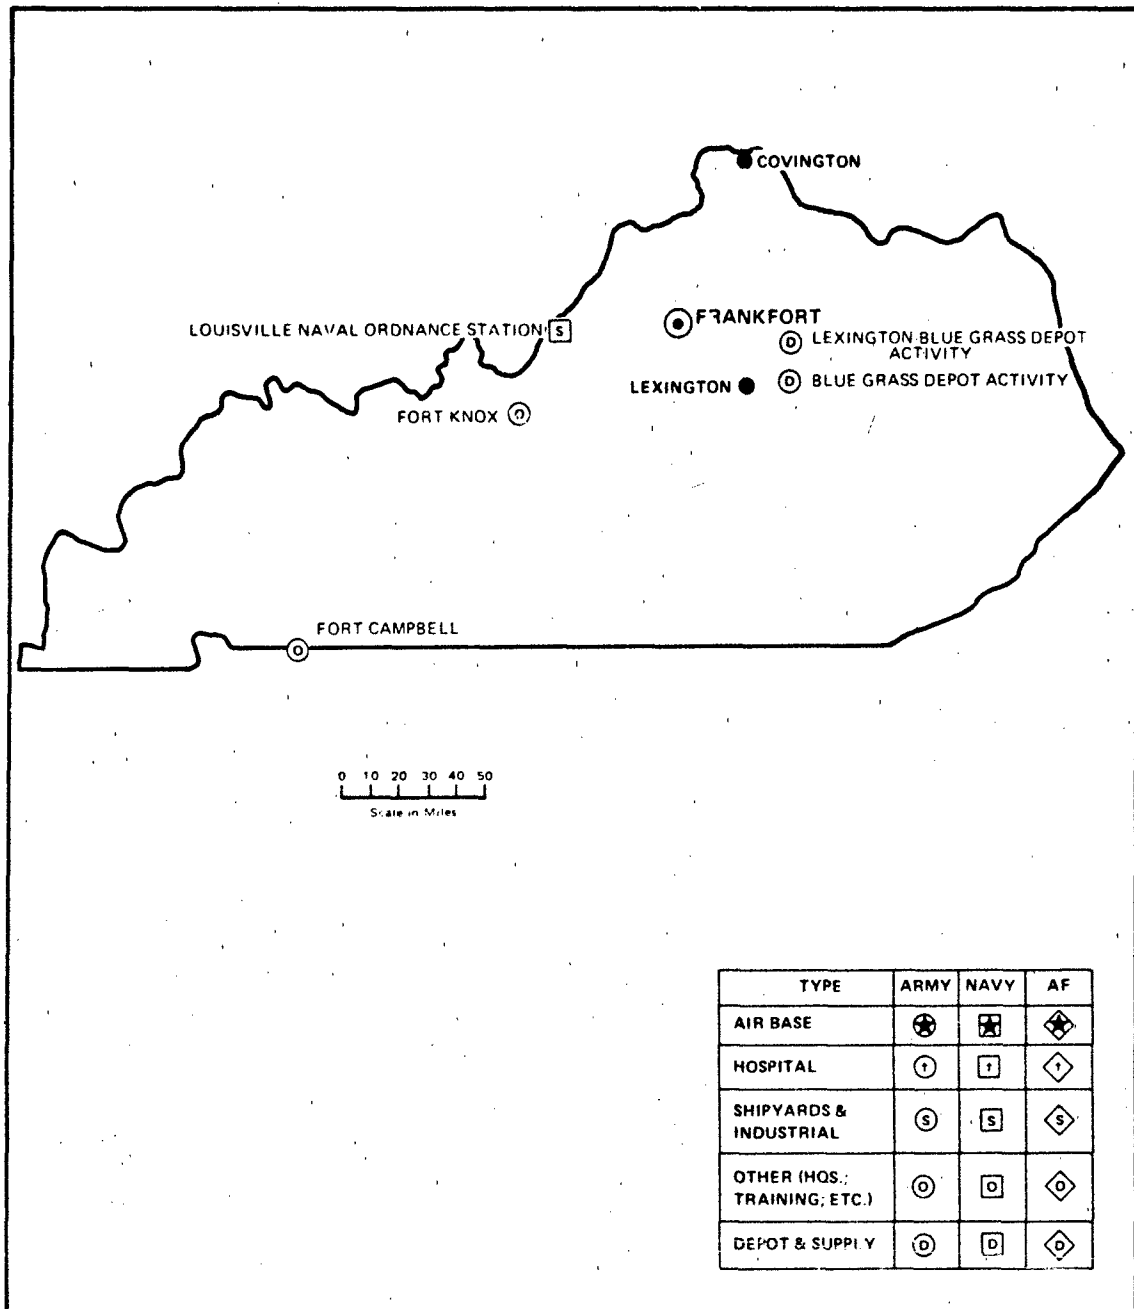 COVINGTON
FRANKFORT
LOUISVILLE NAVAL ORDNANCE STATION S
D LEXINGTON-BLUE GRASS DEPOT
ACTIVITY
LEXINGTON
D BLUE GRASS DEPOT ACTIVITY
FORT KNOX O
FORT CAMPBELL
O
0 10 20 30 40 50
Scale in Miles
TYPE ARMY NAVY AF
AIR BASE
HOSPITAL † † †
SHIPYARDS &
INDUSTRIAL S S S
OTHER (HQS.;
TRAINING; ETC.) O O O
DEPOT & SUPPLY D D D